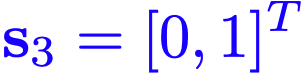 s₃ = [0, 1]ᵀ